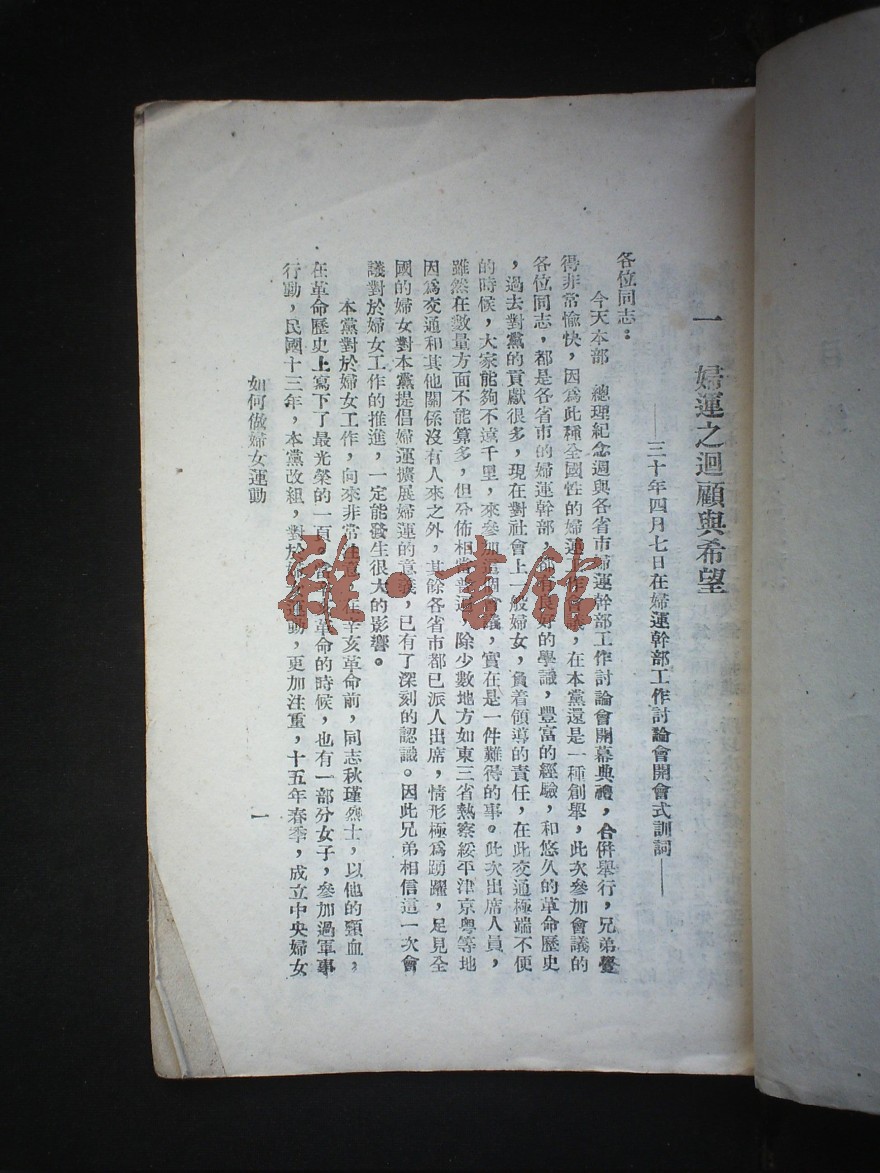 一　婦運之迴顧與希望
——三十年四月七日在婦運幹部工作討論會開會式訓詞——
各位同志：
今天本部　總理紀念週與各省市婦運幹部工作討論會開幕典禮，合併舉行，兄弟覺
得非常愉快，因爲此種全國性的婦運，在本黨還是一種創舉，此次參加會議的
各位同志，都是各省市的婦運幹部，都有良好的學識，豐富的經驗，和悠久的革命歷史
，過去對黨的貢獻很多，現在對社會上一般婦女，負着領導的責任，在此交通極端不便
的時候，大家能夠不遠千里，來參加這個會議，實在是一件難得的事。此次出席人員，
雖然在數量方面不能算多，但分佈相當普遍，除少數地方如東三省熱察綏平津京粵等地
因爲交通和其他關係沒有人來之外，其餘各省市都已派人出席，情形極爲踴躍，足見全
國的婦女對本黨提倡婦運擴展婦運的意義，已有了深刻的認識。因此兄弟相信這一次會
議對於婦女工作的推進，一定能發生很大的影響。
本黨對於婦女工作，向來非常注意，在辛亥革命前，同志秋瑾烈士，以他的頸血，
在革命歷史上寫下了最光榮的一頁，革命的時候，也有一部分女子，參加過軍事
行動，民國十三年，本黨改組，對於婦女運動，更加注重，十五年春季，成立中央婦女
如何做婦女運動
一
雜·書館